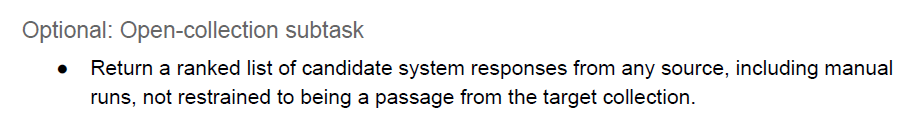 Optional: Open-collection subtask
● Return a ranked list of candidate system responses from any source, including manual
runs, not restrained to being a passage from the target collection.